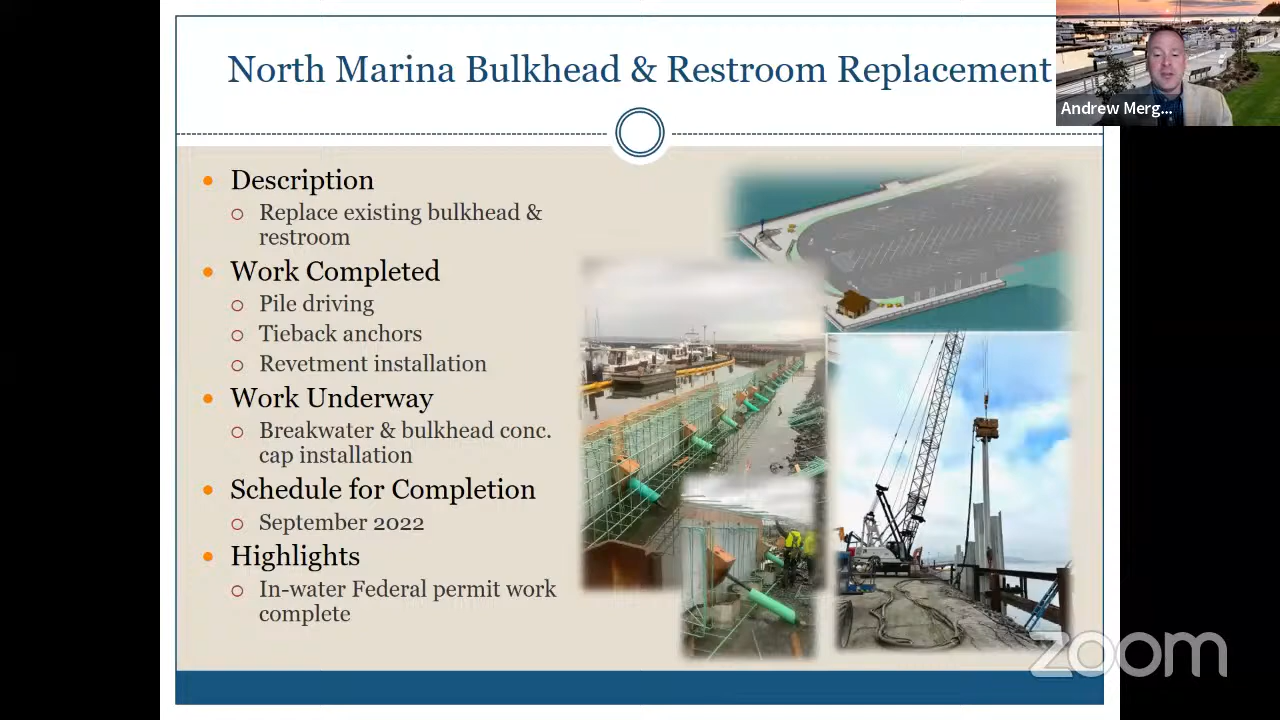 North Marina Bulkhead & Restroom Replacement
Andrew Merg...
Description
Replace existing bulkhead &
restroom
Work Completed
Pile driving
Tieback anchors
Revetment installation
Work Underway
Breakwater & bulkhead conc.
cap installation
Schedule for Completion
September 2022
Highlights
In-water Federal permit work
complete
zoom